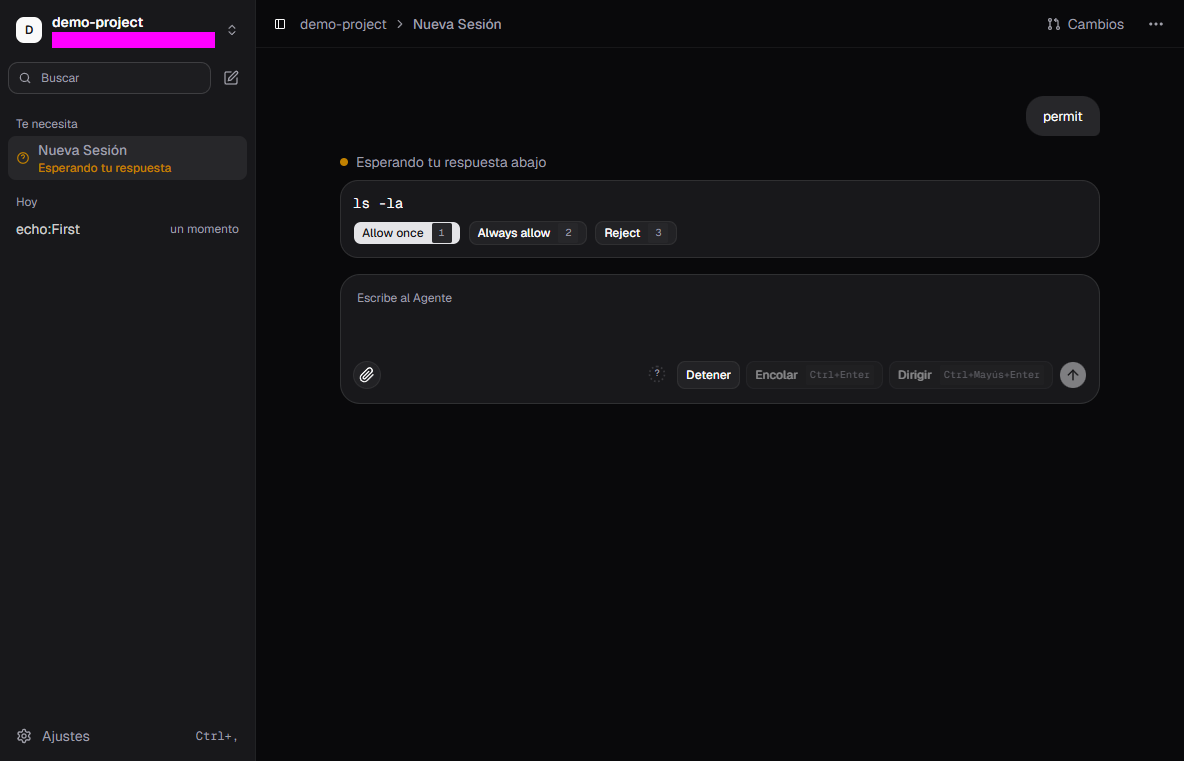 D
demo-project
Buscar
Te necesita
Nueva Sesión
Esperando tu respuesta
Hoy
echo:First un momento
Ajustes Ctrl+,
demo-project > Nueva Sesión
Cambios
permit
Esperando tu respuesta abajo
ls -la
Allow once 1 Always allow 2 Reject 3
Escribe al Agente
? Detener Encolar Ctrl+Enter Dirigir Ctrl+Mayús+Enter